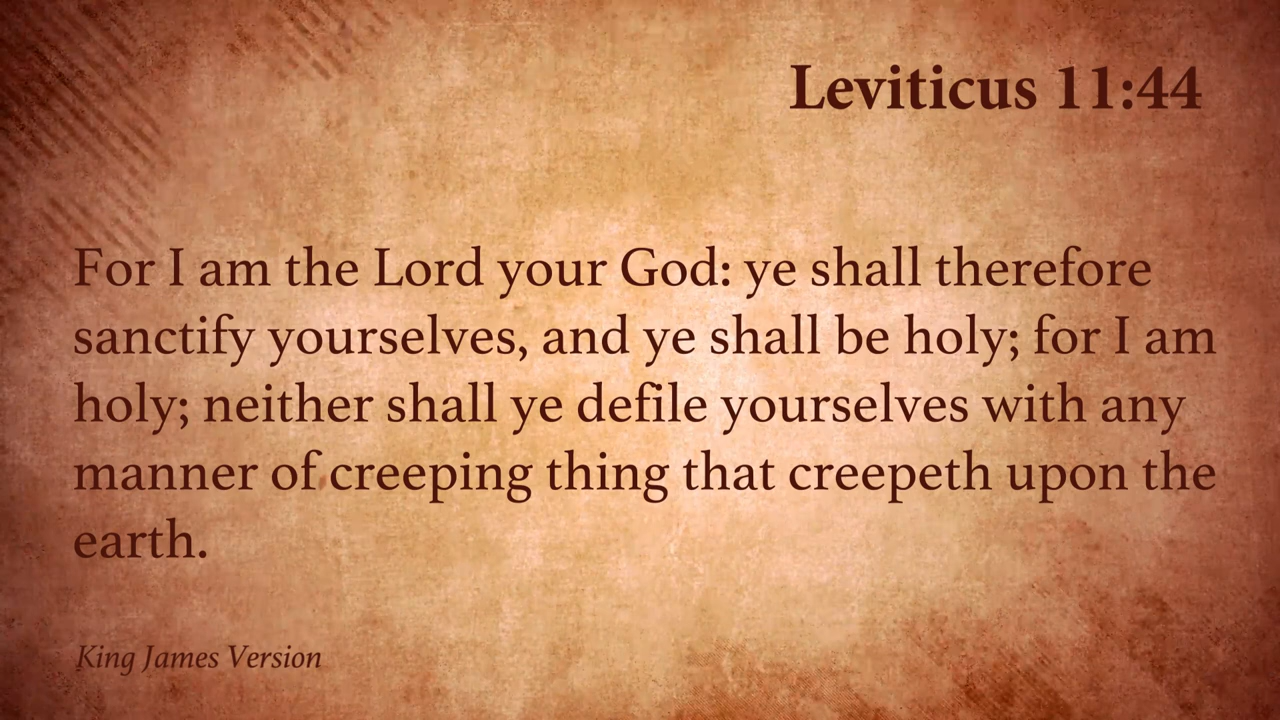 Leviticus 11:44
For I am the Lord your God: ye shall therefore
sanctify yourselves, and ye shall be holy; for I am
holy; neither shall ye defile yourselves with any
manner of creeping thing that creepeth upon the
earth.
King James Version